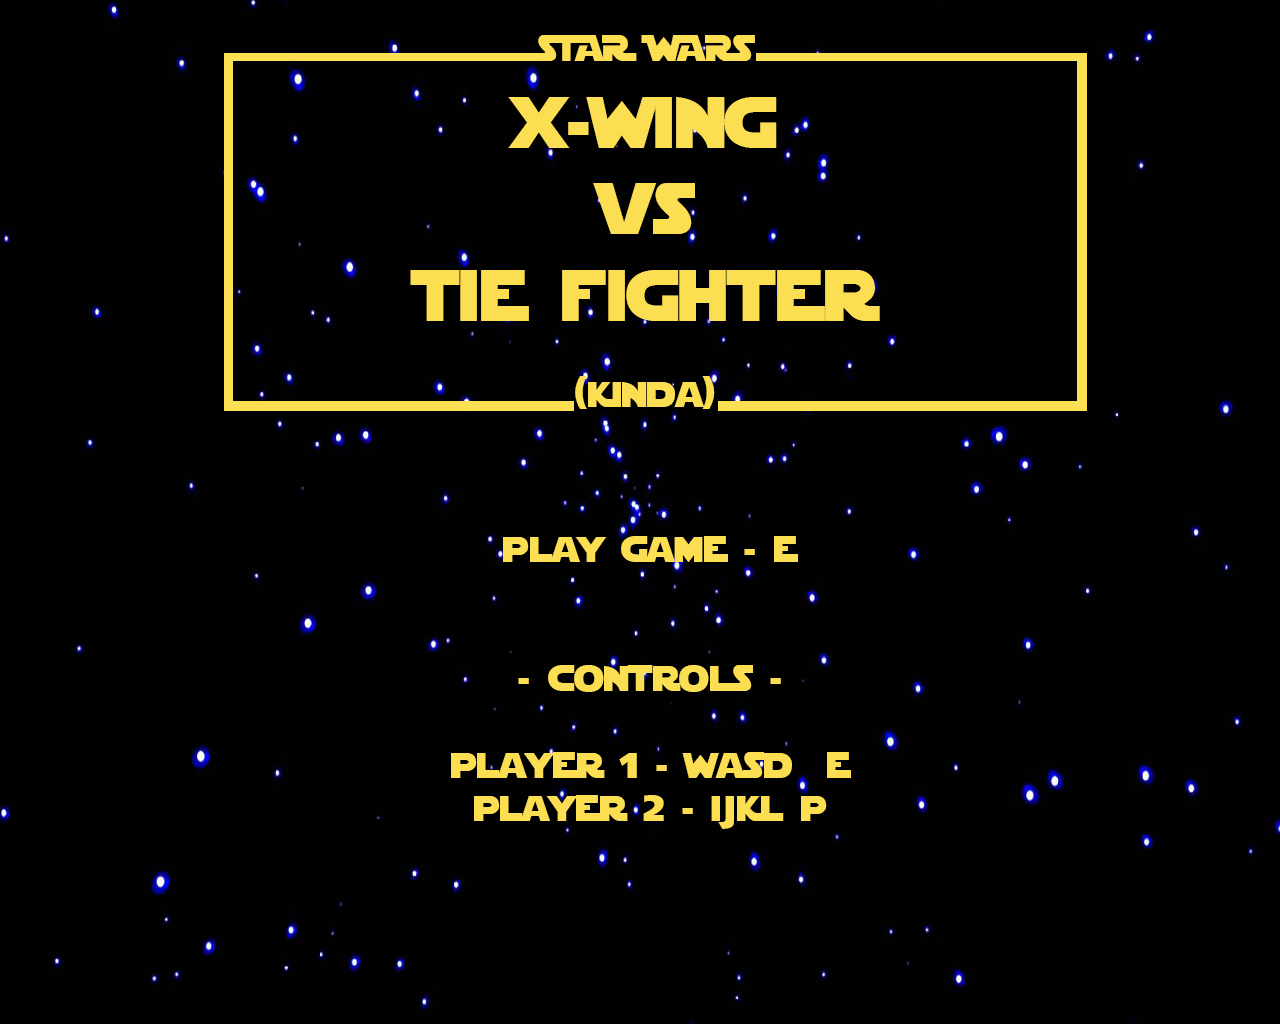 STAR WARS
X-WING
VS
TIE FIGHTER
(KINDA)
PLAY GAME - E
- CONTROLS -
PLAYER 1 - WASD E
PLAYER 2 - IJKL P